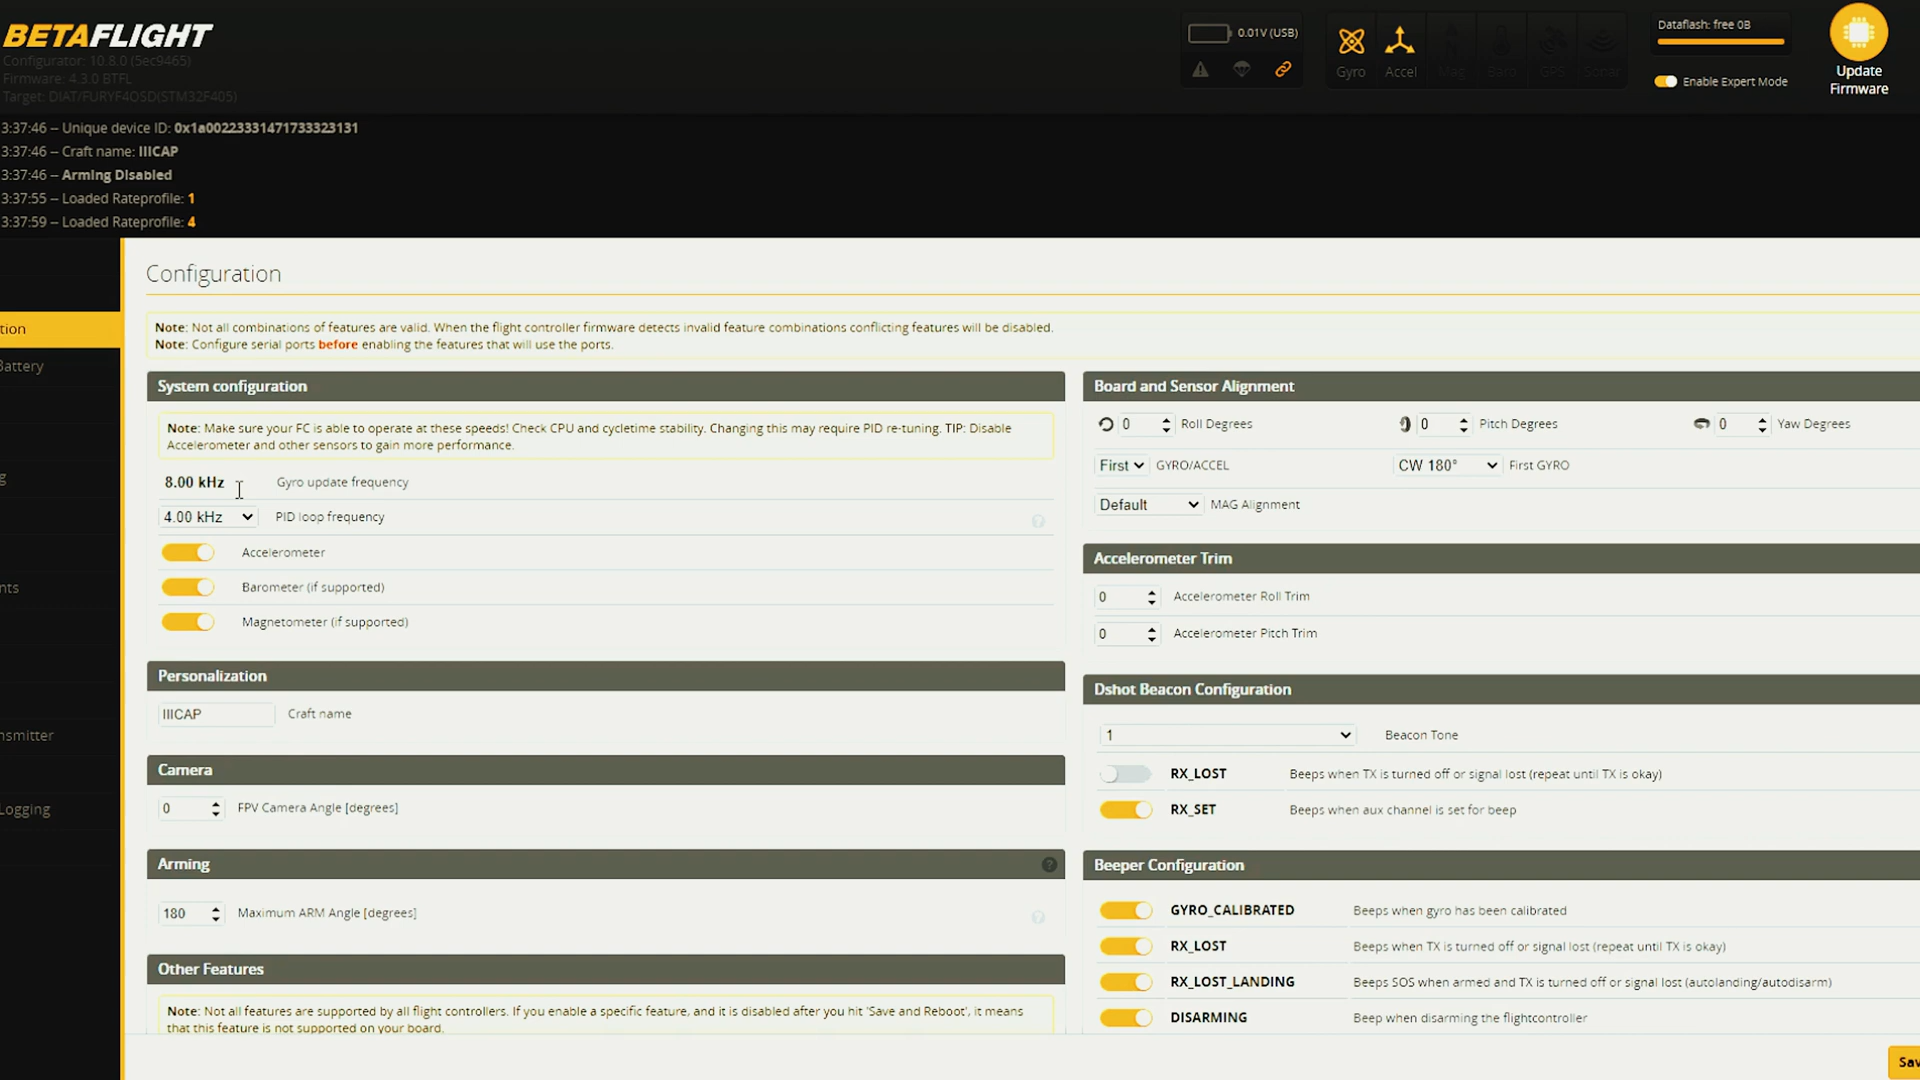 BETAFLIGHT
Configurator: 10.8.0 (5ec9465)
Firmware: 4.3.0 BTFL
Target: DIAT/FURYF4OSD(STM32F405)
0.01V (USB)
Gyro
Accel
Mag
Baro
GPS
Sonar
Dataflash: free 0B
Enable Expert Mode
Update
Firmware
3:37:46 – Unique device ID: 0x1a00223331471733323131
3:37:46 – Craft name: IIICAP
3:37:46 – Arming Disabled
3:37:55 – Loaded Rateprofile: 1
3:37:59 – Loaded Rateprofile: 4
tion
Battery
g
nts
nsmitter
Logging
Configuration
Note: Not all combinations of features are valid. When the flight controller firmware detects invalid feature combinations conflicting features will be disabled.
Note: Configure serial ports before enabling the features that will use the ports.
System configuration
Note: Make sure your FC is able to operate at these speeds! Check CPU and cycletime stability. Changing this may require PID re-tuning. TIP: Disable
Accelerometer and other sensors to gain more performance.
8.00 kHz Gyro update frequency
4.00 kHz PID loop frequency
Accelerometer
Barometer (if supported)
Magnetometer (if supported)
Personalization
IIICAP Craft name
Camera
0 FPV Camera Angle [degrees]
Arming
180 Maximum ARM Angle [degrees]
Other Features
Note: Not all features are supported by all flight controllers. If you enable a specific feature, and it is disabled after you hit 'Save and Reboot', it means
that this feature is not supported on your board.
Board and Sensor Alignment
0 Roll Degrees 0 Pitch Degrees 0 Yaw Degrees
First GYRO/ACCEL CW 180° First GYRO
Default MAG Alignment
Accelerometer Trim
0 Accelerometer Roll Trim
0 Accelerometer Pitch Trim
Dshot Beacon Configuration
1 Beacon Tone
RX_LOST Beeps when TX is turned off or signal lost (repeat until TX is okay)
RX_SET Beeps when aux channel is set for beep
Beeper Configuration
GYRO_CALIBRATED Beeps when gyro has been calibrated
RX_LOST Beeps when TX is turned off or signal lost (repeat until TX is okay)
RX_LOST_LANDING Beeps SOS when armed and TX is turned off or signal lost (autolanding/autodisarm)
DISARMING Beep when disarming the flightcontroller
Sav